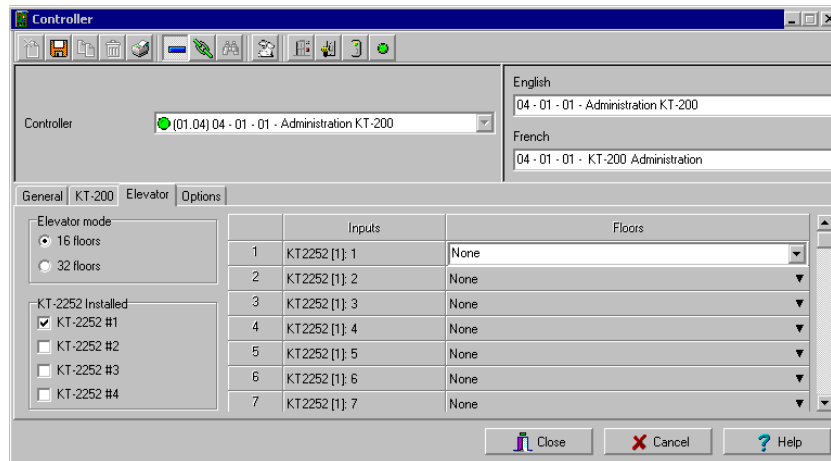 Controller
English
04 - 01 - 01 - Administration KT-200
Controller
(01.04) 04 - 01 - 01 - Administration KT-200
French
04 - 01 - 01 - KT-200 Administration
General KT-200 Elevator Options
Elevator mode
16 floors
32 floors
KT-2252 Installed
KT-2252 #1
KT-2252 #2
KT-2252 #3
KT-2252 #4
Inputs Floors
1 KT2252 [1]: 1 None
2 KT2252 [1]: 2 None
3 KT2252 [1]: 3 None
4 KT2252 [1]: 4 None
5 KT2252 [1]: 5 None
6 KT2252 [1]: 6 None
7 KT2252 [1]: 7 None
Close Cancel Help